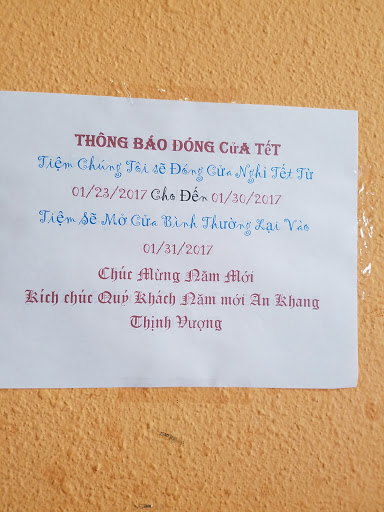 THÔNG BÁO ĐÓNG CửA TếT
Tiệm Chúng Tôi sẽ Đóng Cửa Nghỉ Tết Từ
01/23/2017 Cho Đến 01/30/2017
Tiệm Sẽ Mở Cửa Bình Thường Lại Vào
01/31/2017
Chúc Mừng Năm Mới
Kích chúc Quý Khách Năm mới An Khang
Thịnh Vượng